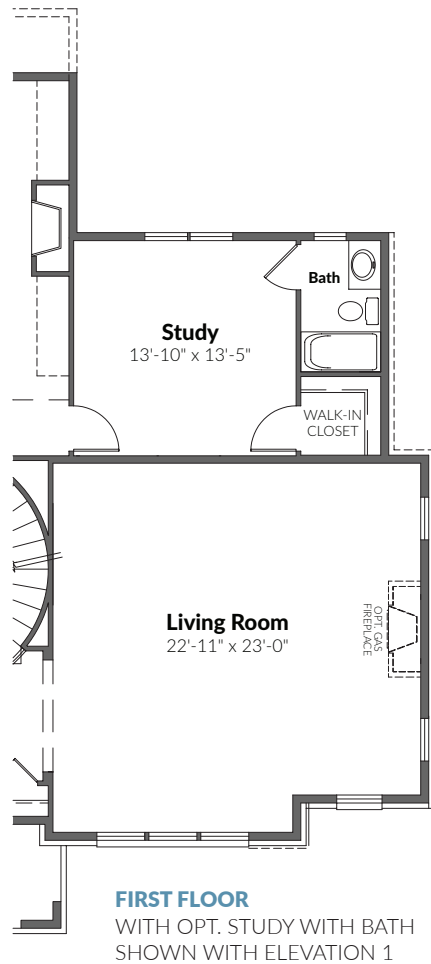 Bath
Study
13'-10" x 13'-5"
WALK-IN
CLOSET
Living Room
22'-11" x 23'-0"
OPT. GAS
FIREPLACE
FIRST FLOOR
WITH OPT. STUDY WITH BATH
SHOWN WITH ELEVATION 1